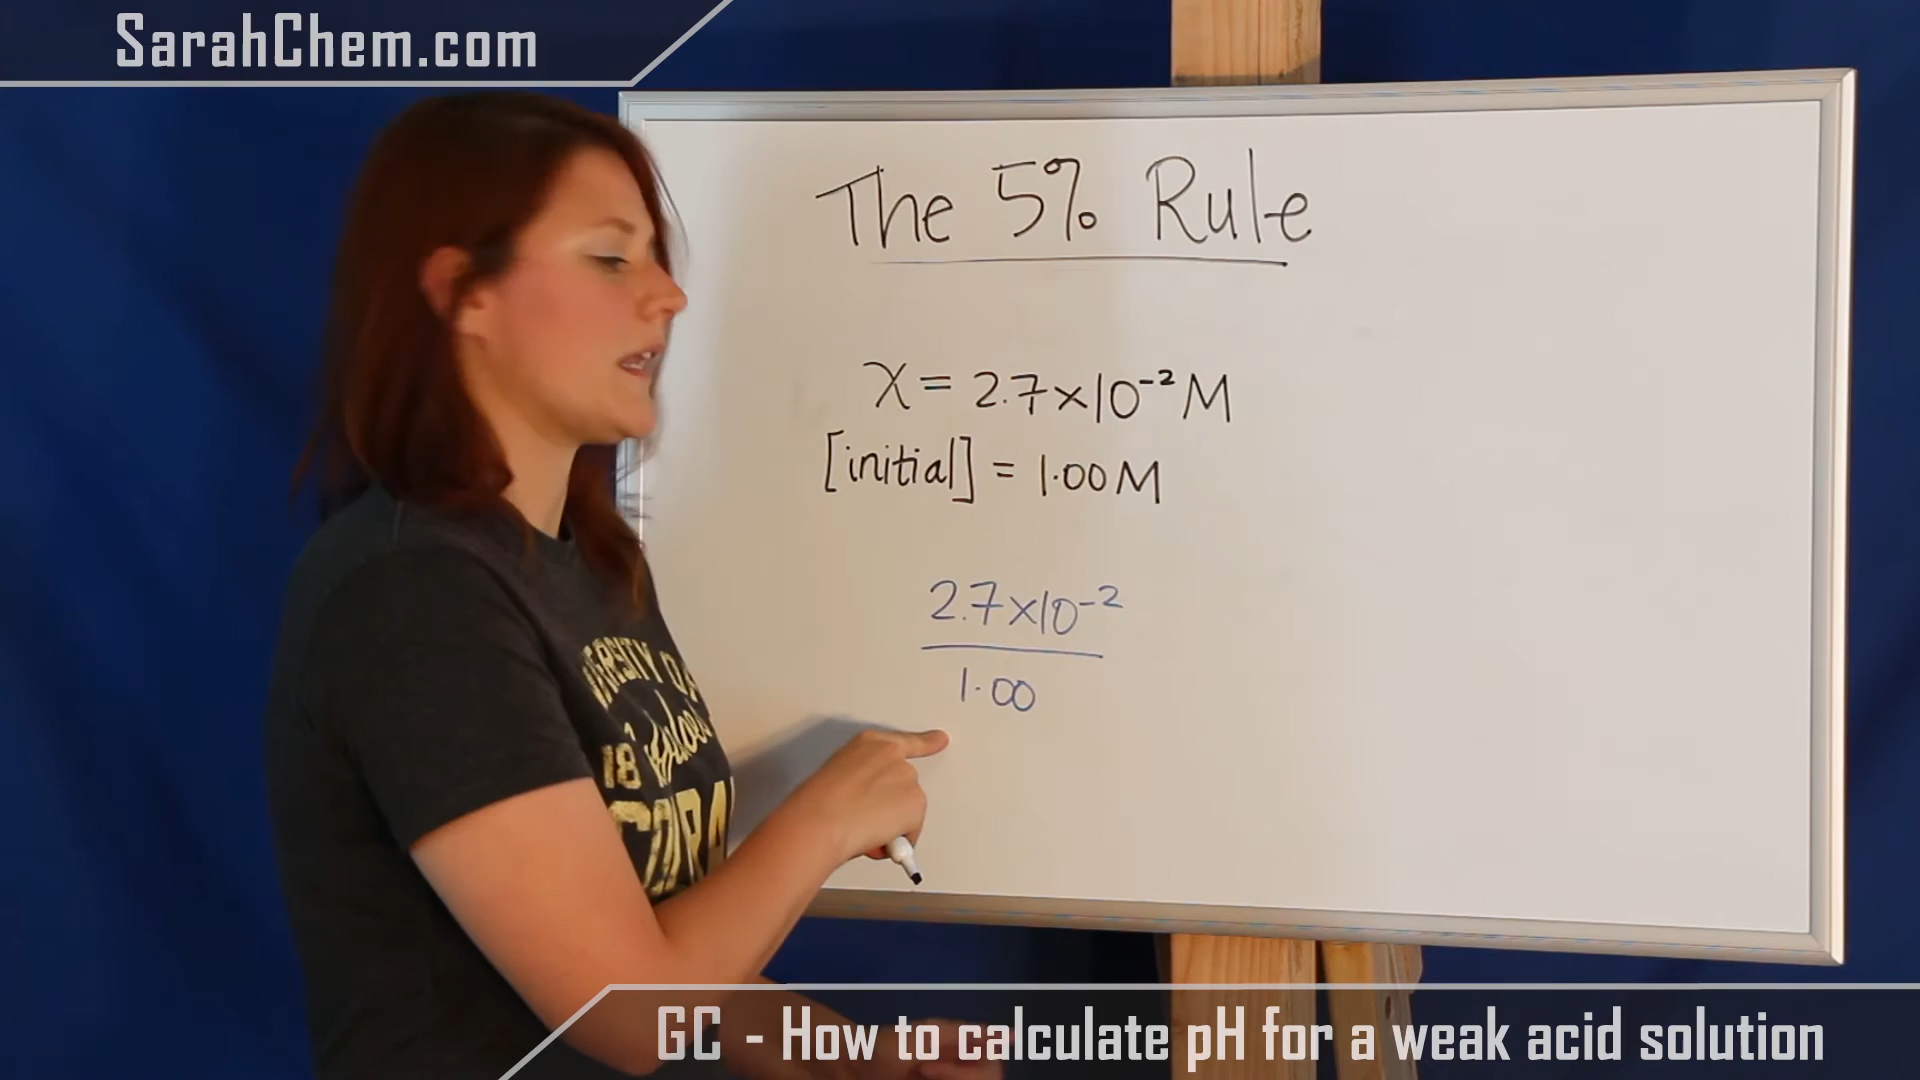 SarahChem.com
The 5% Rule
x = 2.7×10⁻² M
[initial] = 1.00 M
2.7×10⁻²
1.00
GC - How to calculate pH for a weak acid solution